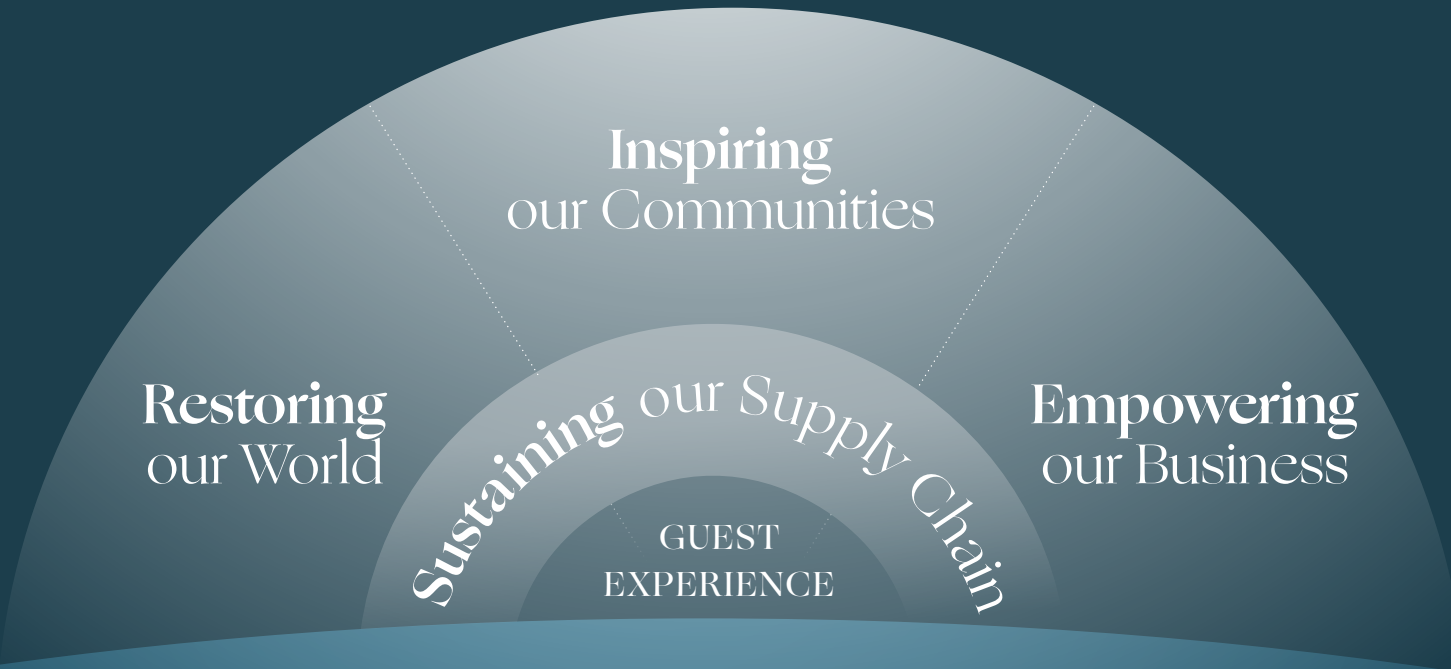 Inspiring
our Communities
Restoring
our World
Empowering
our Business
Sustaining our Supply Chain
GUEST
EXPERIENCE